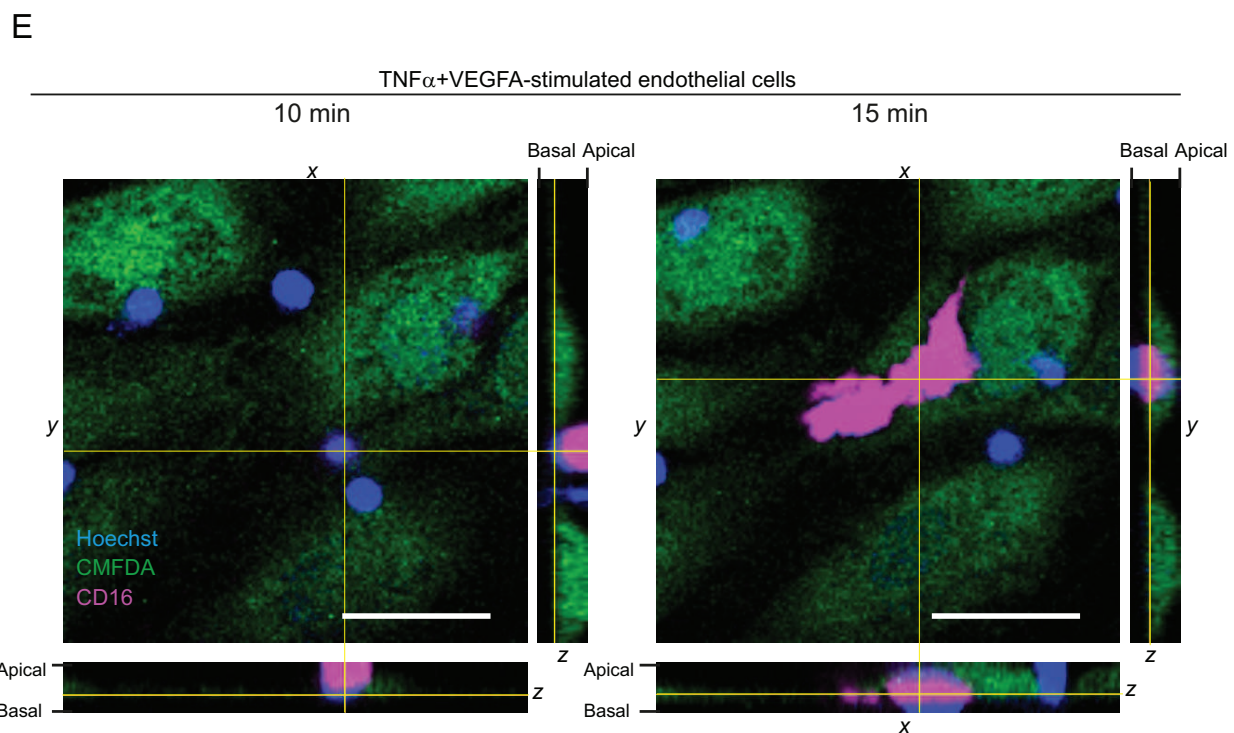 E
TNFα+VEGFA-stimulated endothelial cells
10 min
15 min
Basal Apical
Basal Apical
x
x
y
y
y
Hoechst
CMFDA
CD16
z
z
Apical
Basal
z
Apical
Basal
z
x